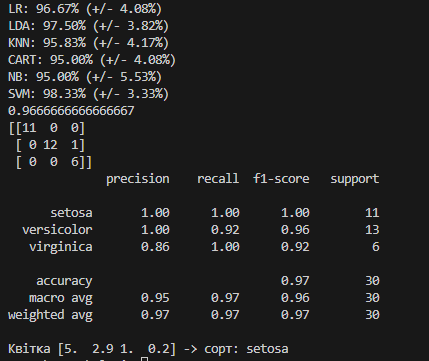 LR: 96.67% (+/- 4.08%)
LDA: 97.50% (+/- 3.82%)
KNN: 95.83% (+/- 4.17%)
CART: 95.00% (+/- 4.08%)
NB: 95.00% (+/- 5.53%)
SVM: 98.33% (+/- 3.33%)
0.9666666666666667
[[11  0  0]
 [ 0 12  1]
 [ 0  0  6]]
              precision    recall  f1-score   support

      setosa       1.00      1.00      1.00        11
  versicolor       1.00      0.92      0.96        13
   virginica       0.86      1.00      0.92         6

    accuracy                           0.97        30
   macro avg       0.95      0.97      0.96        30
weighted avg       0.97      0.97      0.97        30

Квітка [5.  2.9 1.  0.2] -> сорт: setosa